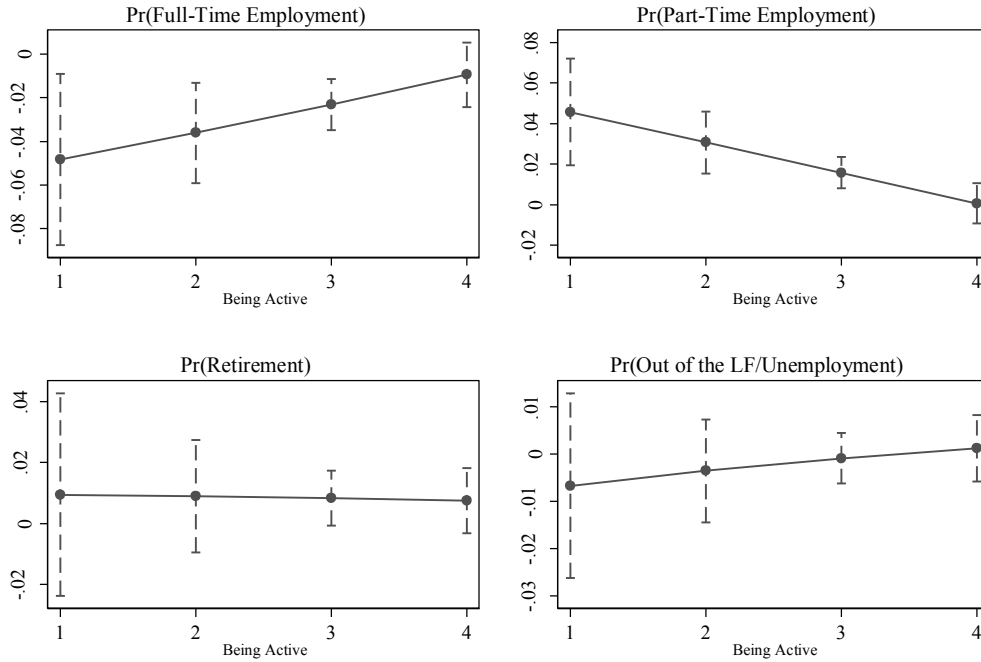 Pr(Full-Time Employment)
0
-.02
-.04
-.06
-.08
1 2 3 4
Being Active
Pr(Part-Time Employment)
.08
.06
.04
.02
0
-.02
1 2 3 4
Being Active
Pr(Retirement)
.04
.02
0
-.02
1 2 3 4
Being Active
Pr(Out of the LF/Unemployment)
.01
0
-.01
-.02
-.03
1 2 3 4
Being Active